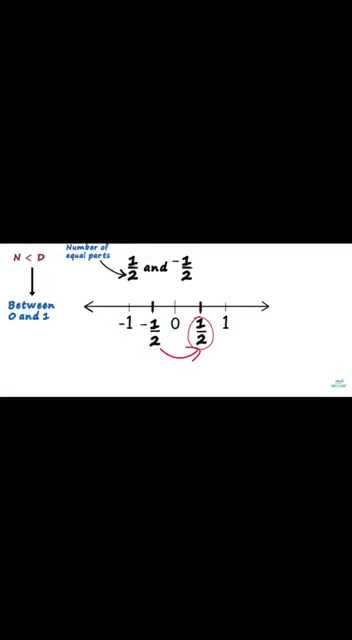 N < D
Number of
equal parts
1/2 and -1/2
Between
0 and 1
-1 -1/2 0 1/2 1